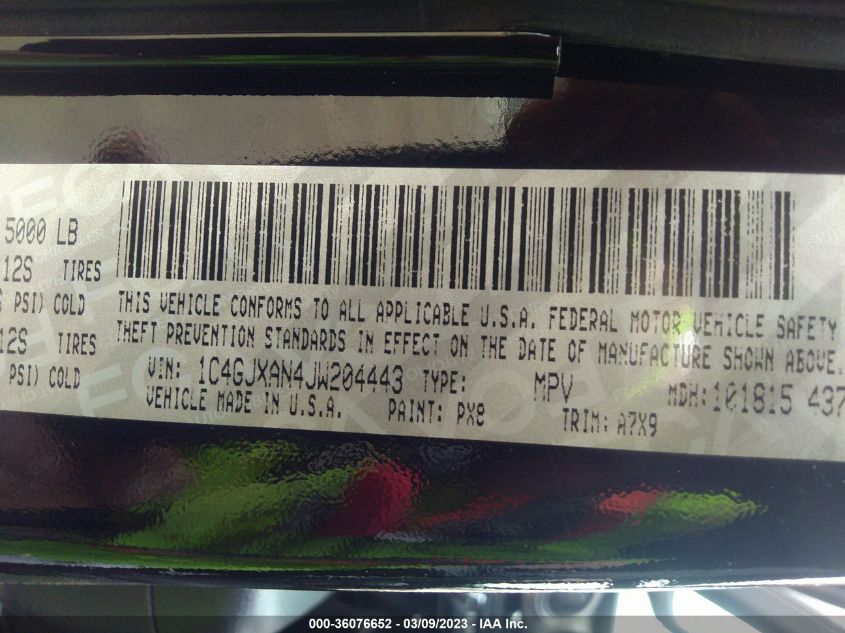 5000 LB
12S TIRES
PSI) COLD
12S TIRES
PSI) COLD
THIS VEHICLE CONFORMS TO ALL APPLICABLE U.S.A. FEDERAL MOTOR VEHICLE SAFETY
THEFT PREVENTION STANDARDS IN EFFECT ON THE DATE OF MANUFACTURE SHOWN ABOVE.
VIN: 1C4GJXAN4JW204443 TYPE: MPV MDH: 101815 437
VEHICLE MADE IN U.S.A. PAINT: PX8 TRIM: A7X9
000-36076652 / 03/09/2023 - © IAA Inc.